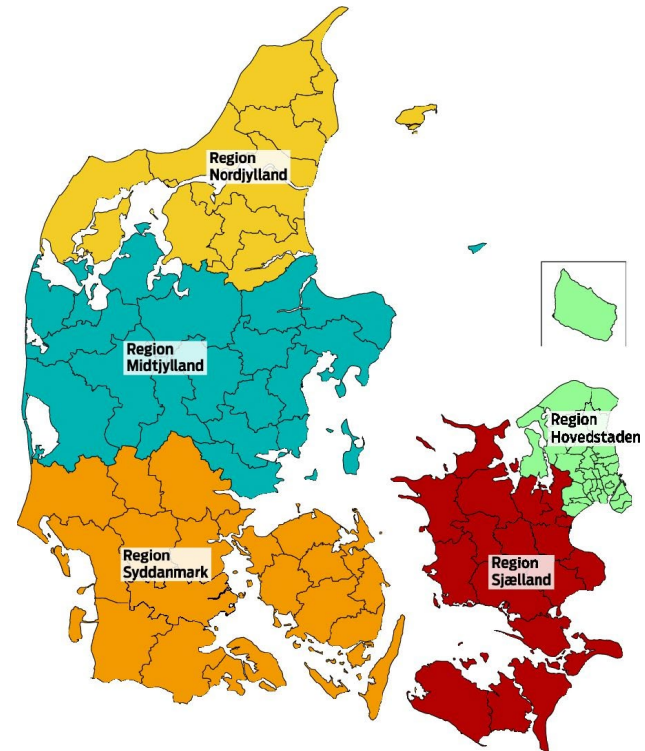 Region
Nordjylland
Region
Midtjylland
Region
Hovedstaden
Region
Syddanmark
Region
Sjælland